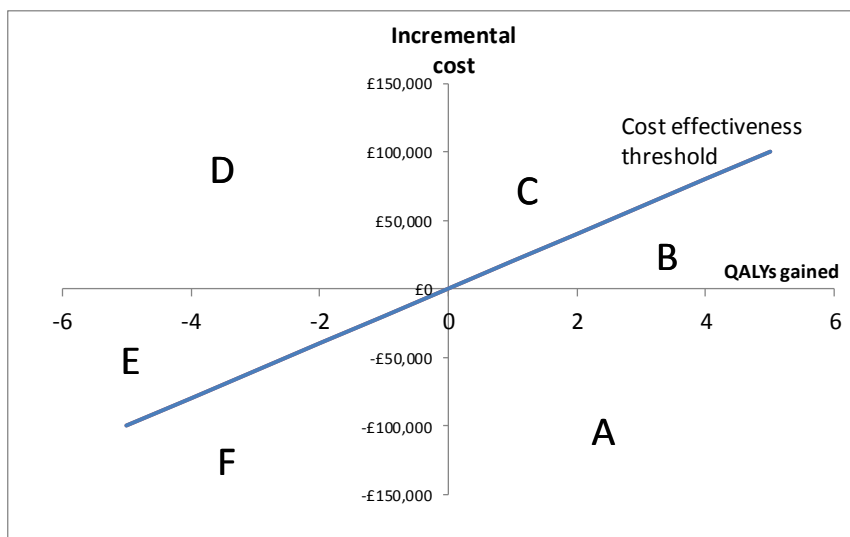 Incremental
cost
£150,000
Cost effectiveness
threshold
D
£100,000
C
£50,000
B
QALYs gained
£0
-6 -4 -2 0 2 4 6
E
-£50,000
A
-£100,000
F
-£150,000